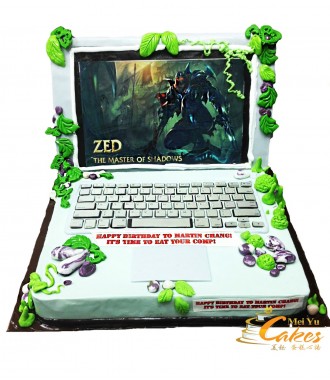 ZED
THE MASTER OF SHADOWS
HAPPY BIRTHDAY TO MARTIN CHANG!
IT'S TIME TO EAT YOUR COMP!
HAPPY BIRTHDAY TO MARTIN CHANG!
IT'S TIME TO EAT YOUR COMP!
Mei Yu
Cakes